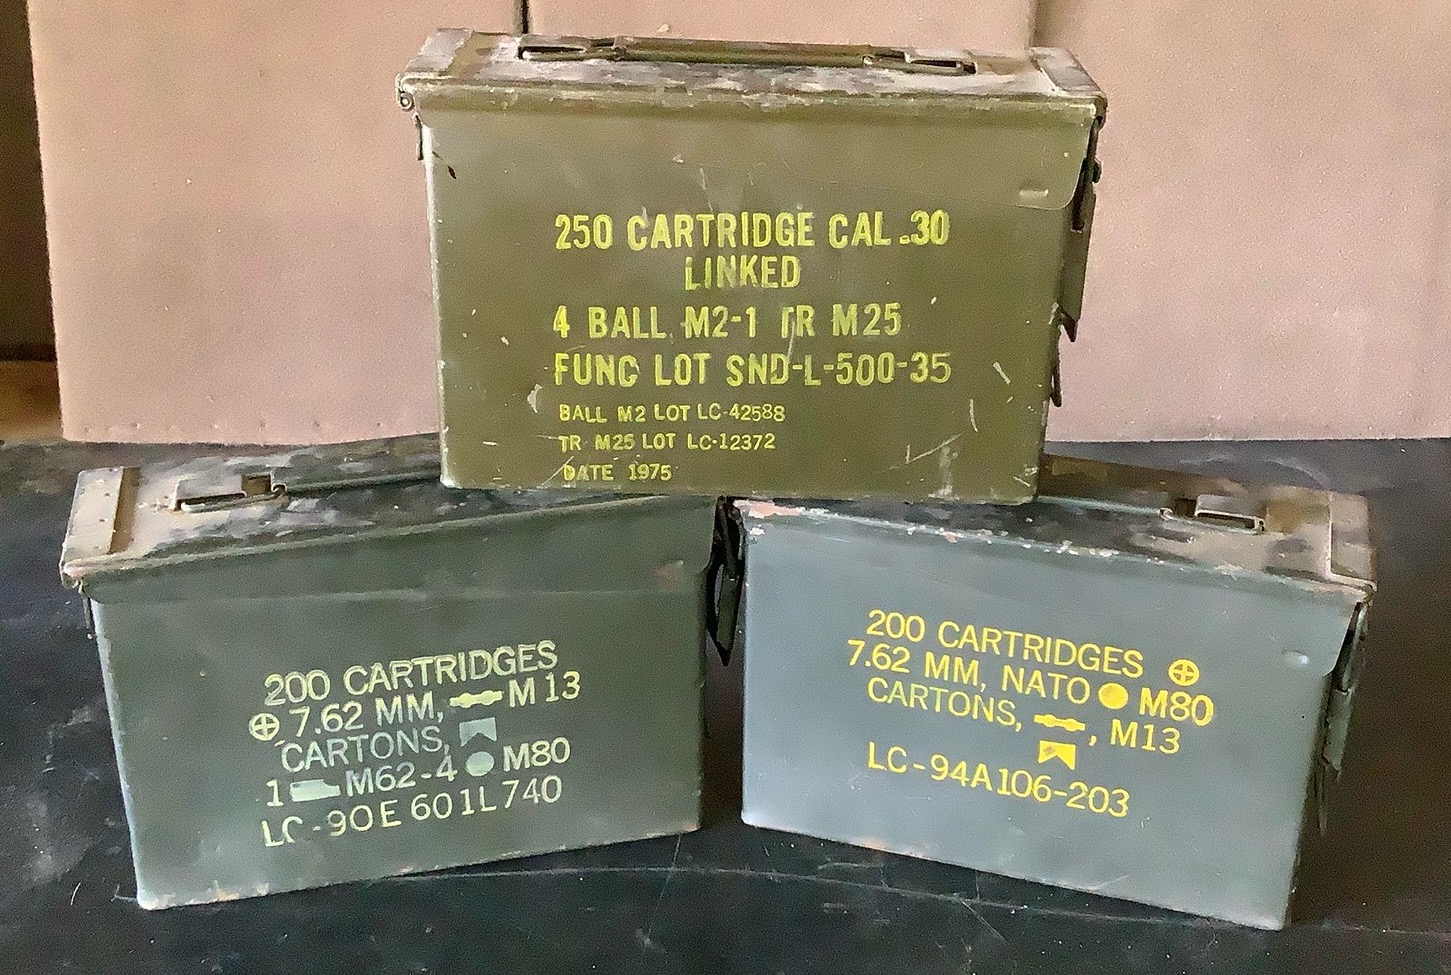 250 CARTRIDGE CAL .30
LINKED
4 BALL M2-1 TR M25
FUNC LOT SND-L-500-35
BALL M2 LOT LC-42588
TR M25 LOT LC-12372
DATE 1975
200 CARTRIDGES
7.62 MM, M13
CARTONS,
1 M62-4 M80
LC-90E601L740
200 CARTRIDGES
7.62 MM, NATO M80
CARTONS, , M13
LC-94A106-203